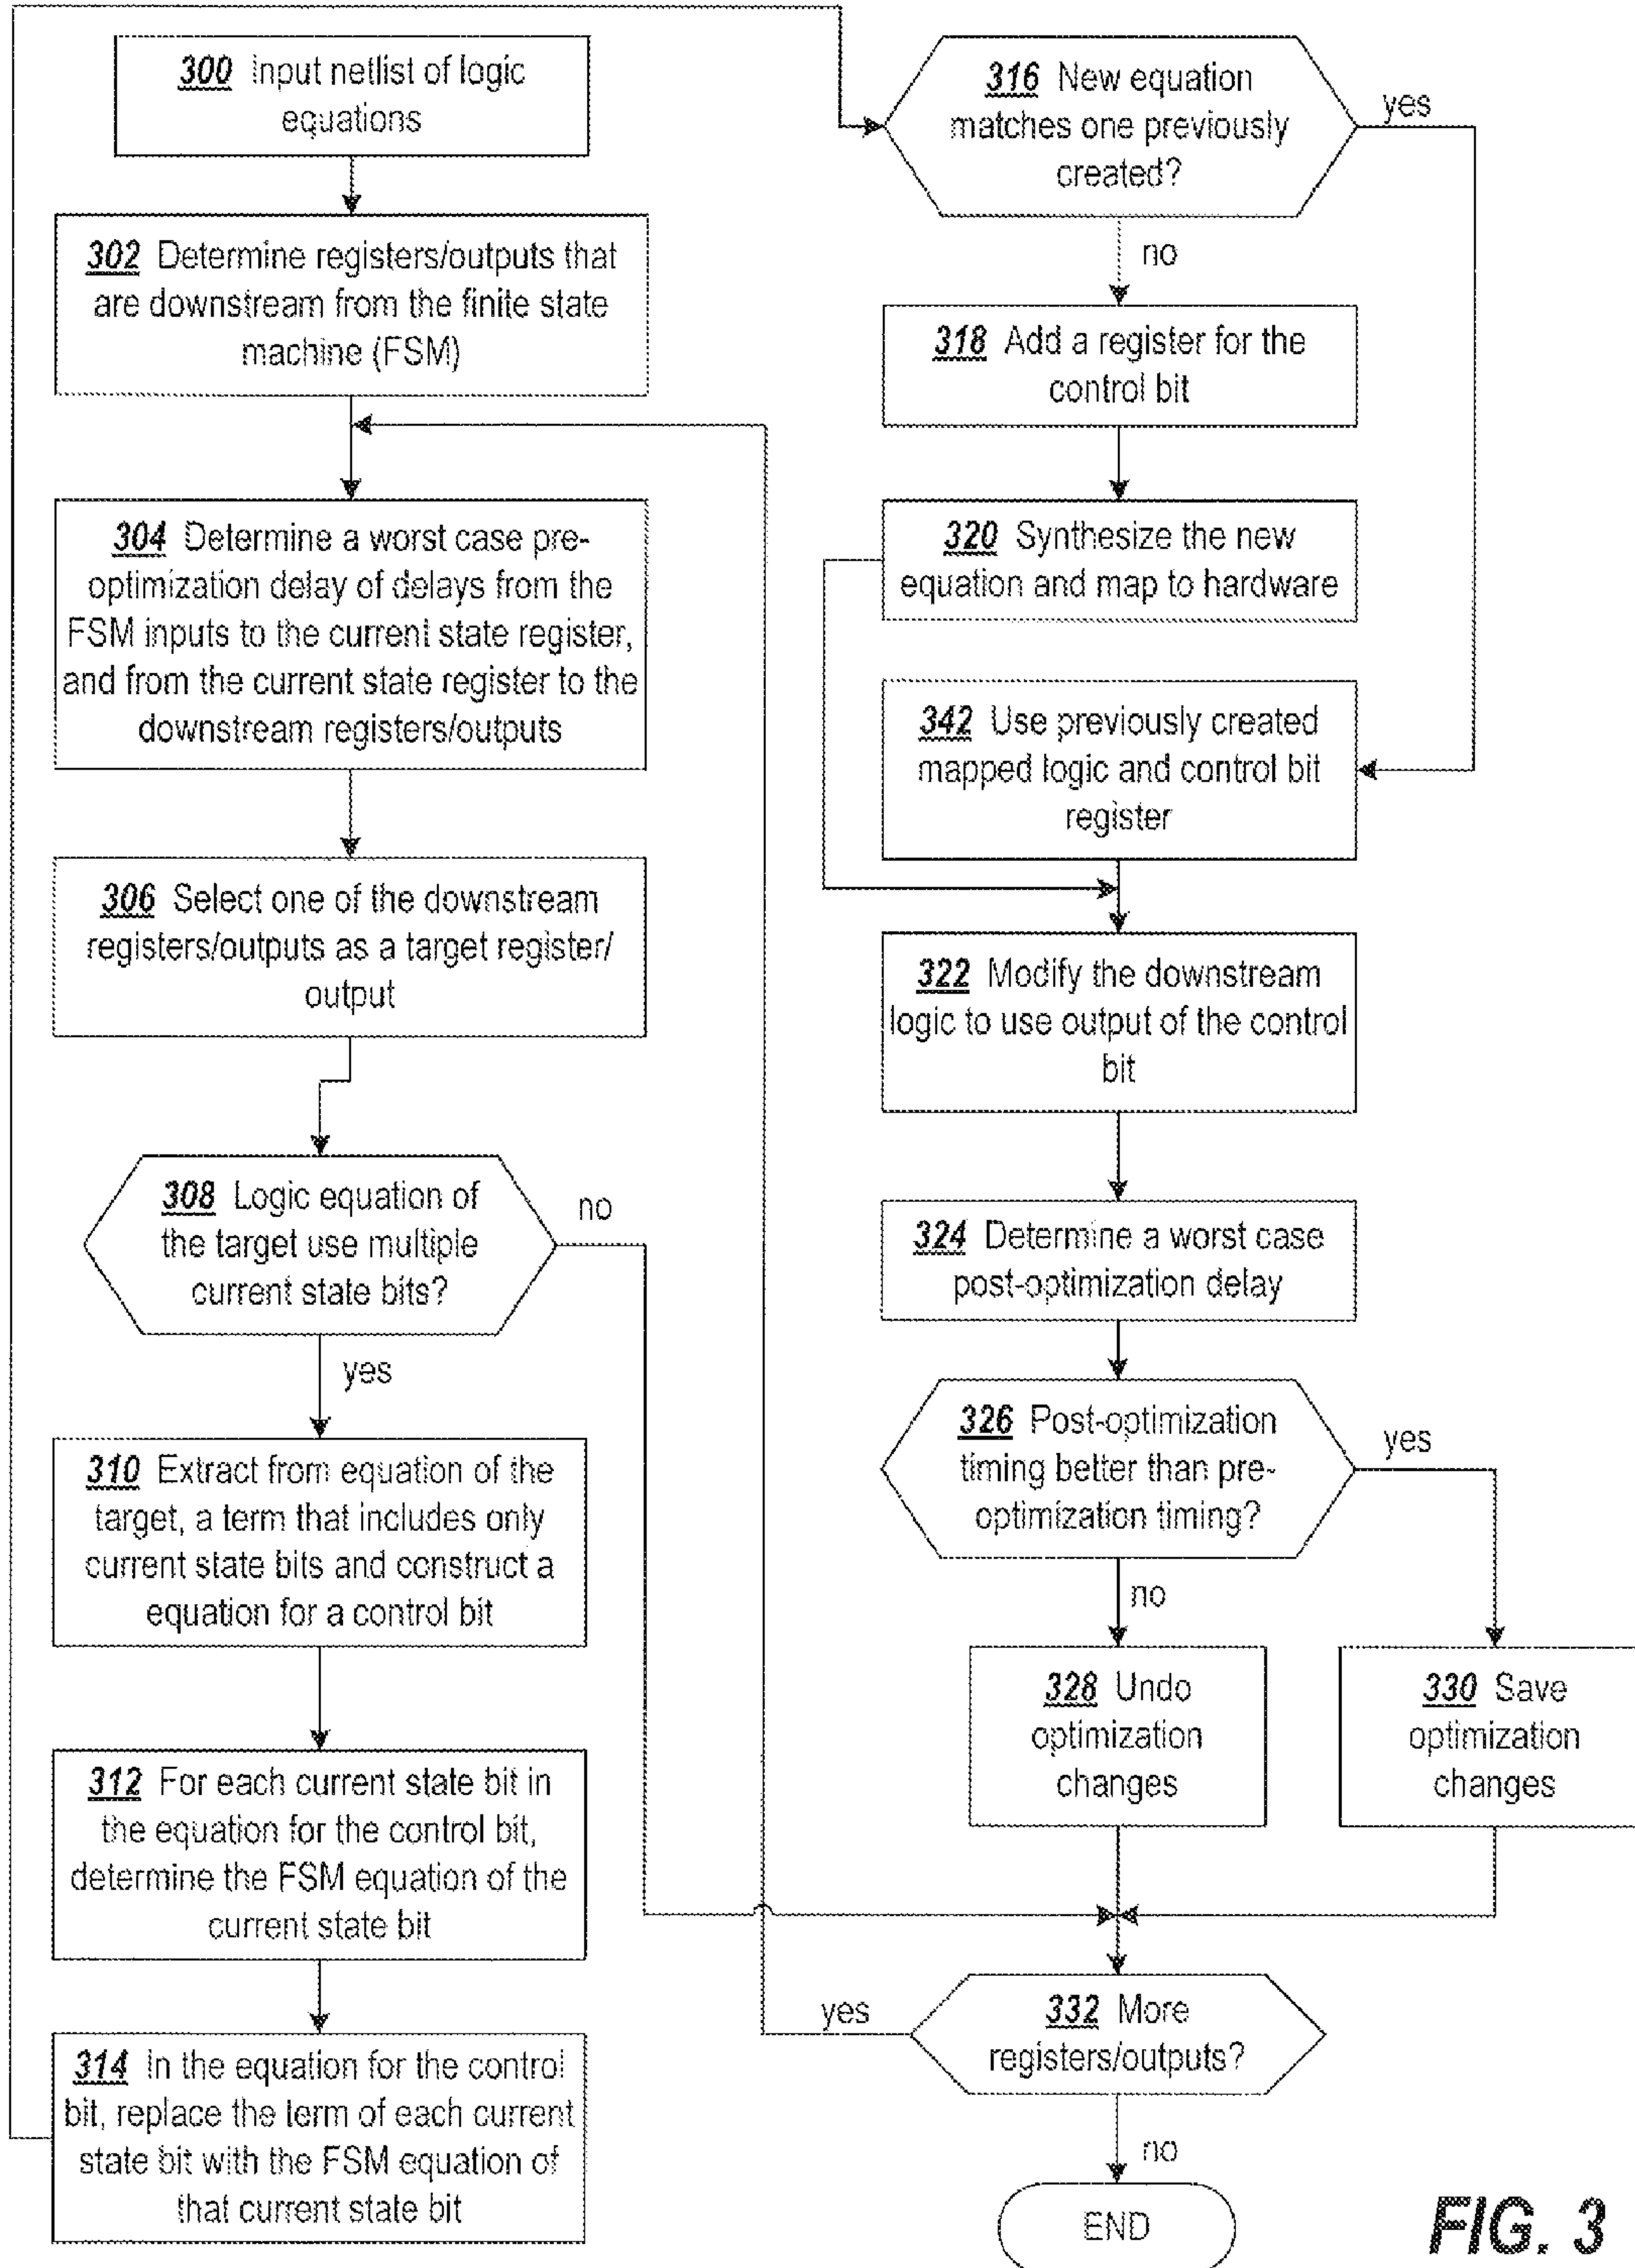 300 Input netlist of logic
equations
302 Determine registers/outputs that
are downstream from the finite state
machine (FSM)
304 Determine a worst case pre-
optimization delay of delays from the
FSM inputs to the current state register,
and from the current state register to the
downstream registers/outputs
306 Select one of the downstream
registers/outputs as a target register/
output
308 Logic equation of
the target use multiple
current state bits?
no
yes
310 Extract from equation of the
target, a term that includes only
current state bits and construct a
equation for a control bit
312 For each current state bit in
the equation for the control bit,
determine the FSM equation of the
current state bit
314 In the equation for the control
bit, replace the term of each current
state bit with the FSM equation of
that current state bit
316 New equation
matches one previously
created?
yes
no
318 Add a register for the
control bit
320 Synthesize the new
equation and map to hardware
342 Use previously created
mapped logic and control bit
register
322 Modify the downstream
logic to use output of the control
bit
324 Determine a worst case
post-optimization delay
326 Post-optimization
timing better than pre-
optimization timing?
yes
no
328 Undo
optimization
changes
330 Save
optimization
changes
332 More
registers/outputs?
yes
no
END
FIG. 3